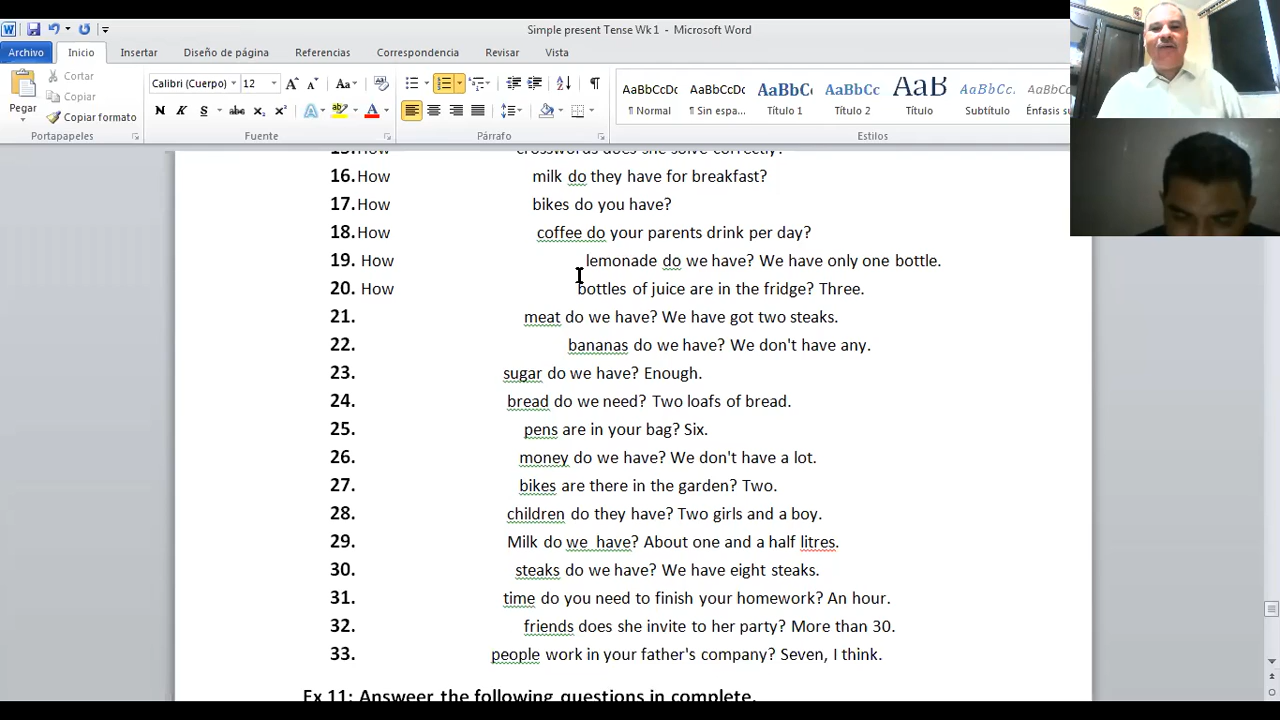 Simple present Tense Wk 1 - Microsoft Word
Archivo Inicio Insertar Diseño de página Referencias Correspondencia Revisar Vista
Cortar
Copiar
Pegar Copiar formato
Calibri (Cuerpo) 12
AaBbCcDc AaBbCcDc AaBbC AaBbCc AaB AaBbCc. AaBbCcDc
¶ Normal ¶ Sin espa... Título 1 Título 2 Título Subtítulo Énfasis su
Portapapeles Fuente Párrafo Estilos
15. How crosswords does she solve correctly?
16. How milk do they have for breakfast?
17. How bikes do you have?
18. How coffee do your parents drink per day?
19. How lemonade do we have? We have only one bottle.
20. How bottles of juice are in the fridge? Three.
21. meat do we have? We have got two steaks.
22. bananas do we have? We don't have any.
23. sugar do we have? Enough.
24. bread do we need? Two loafs of bread.
25. pens are in your bag? Six.
26. money do we have? We don't have a lot.
27. bikes are there in the garden? Two.
28. children do they have? Two girls and a boy.
29. Milk do we have? About one and a half litres.
30. steaks do we have? We have eight steaks.
31. time do you need to finish your homework? An hour.
32. friends does she invite to her party? More than 30.
33. people work in your father's company? Seven, I think.
Ex 11: Answeer the following questions in complete.